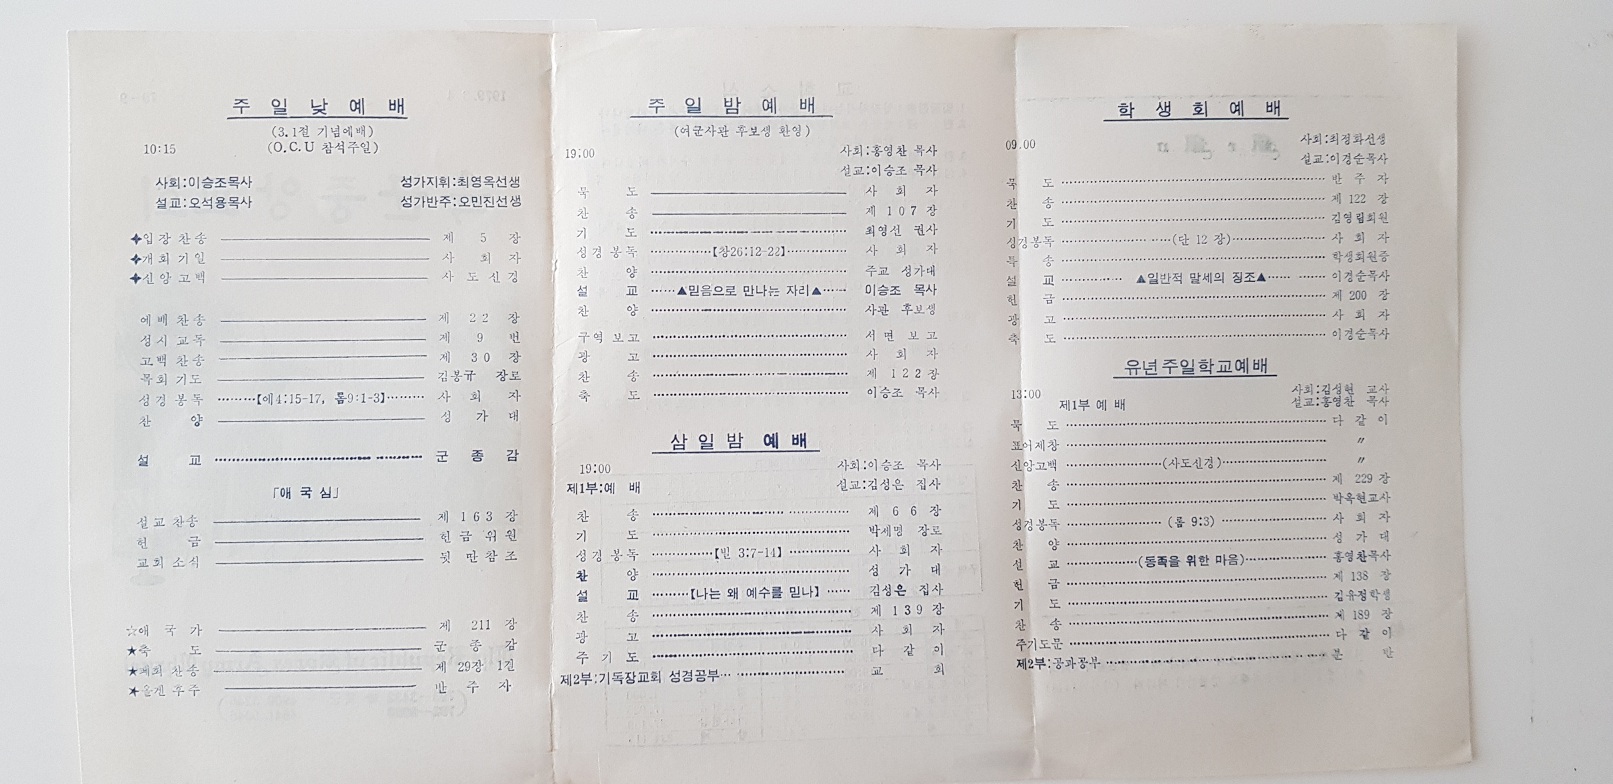 주 일 낮 예 배
(3.1절 기념예배)
10:15 (O.C.U 참석주일)
사회:이승조목사 성가지휘:최영옥선생
설교:오석용목사 성가반주:오민진선생
✦입장찬송 ── 제 5 장
✦개회기원 ── 사 회 자
✦신앙고백 ── 사도신경
예배찬송 ── 제 22 장
성시교독 ── 제 9 번
고백찬송 ── 제 30 장
목회기도 ── 김봉규 장로
성경봉독 ………【에4:15-17, 롬9:1-3】……… 사 회 자
찬 양 ── 성 가 대
설 교 ……… 군 종 감
「애 국 심」
설교찬송 ── 제 163 장
헌 금 ── 헌금위원
교회소식 ── 뒷면참조
☆애 국 가 ── 제 211 장
★축 도 ── 군 종 감
★폐회찬송 ── 제 29장 1절
★올겐후주 ── 반 주 자
주 일 밤 예 배
(여군사관 후보생 환영)
19:00 사회:홍영찬 목사
설교:이승조 목사
묵 도 ── 사 회 자
찬 송 ── 제 107 장
기 도 ── 최영선 권사
성경봉독 ………【창26:12-22】……… 사 회 자
찬 양 ……… 주교 성가대
설 교 ……▲믿음으로 만나는 자리▲…… 이승조 목사
찬 양 ……… 사관 후보생
구역보고 ……… 서면보고
광 고 ……… 사 회 자
찬 송 ……… 제 122 장
축 도 ……… 이승조 목사
삼 일 밤 예 배
19:00 사회:이승조 목사
제1부:예 배 설교:김성은 집사
찬 송 ……… 제 66 장
기 도 ……… 박세명 장로
성경봉독 ………【빌 3:7-14】……… 사 회 자
찬 양 ……… 성 가 대
설 교 ………【나는 왜 예수를 믿나】…… 김성은 집사
찬 송 ……… 제 139 장
광 고 ……… 사 회 자
주 기 도 ……… 다 같 이
제2부:기독장교회 성경공부 ……… 교 회
학 생 회 예 배
09.00 사회:최정화선생
설교:이경순목사
묵 도 ……… 반 주 자
찬 송 ……… 제 122 장
기 도 ……… 김영림회원
성경봉독 ………(단 12 장)……… 사 회 자
특 송 ……… 학생회원중
설 교 ………▲일반적 말세의 징조▲……… 이경순목사
헌 금 ……… 제 200 장
광 고 ……… 사 회 자
축 도 ……… 이경순목사
유년주일학교예배
13:00 사회:김성현 교사
제1부 예 배 설교:홍영찬 목사
묵 도 ……… 다 같 이
표어제창 ……… 〃
신앙고백 ………(사도신경)……… 〃
찬 송 ……… 제 229 장
기 도 ……… 박옥현교사
성경봉독 ………(롬 9:3)……… 사 회 자
찬 양 ……… 성 가 대
설 교 ………(동족을 위한 마음)……… 홍영찬목사
헌 금 ……… 제 138 장
기 도 ……… 김유정학생
찬 송 ……… 제 189 장
주기도문 ……… 다 같 이
제2부:공과공부 ……… 분 반